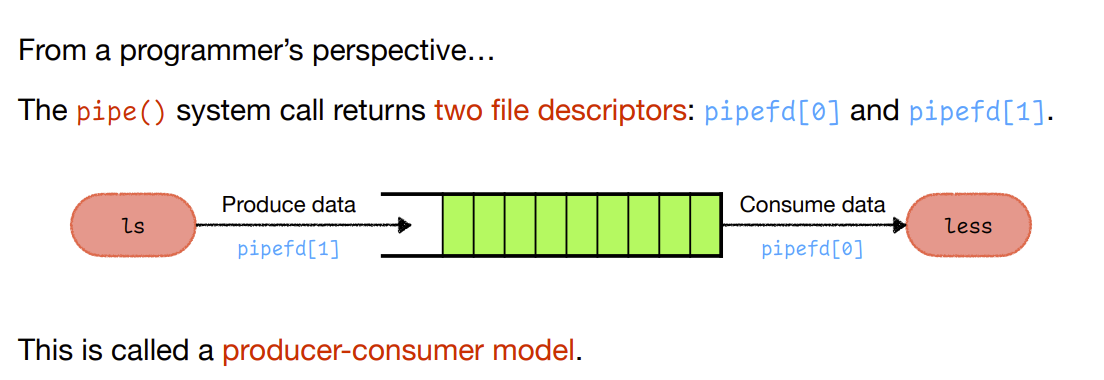 From a programmer’s perspective…
The pipe() system call returns two file descriptors: pipefd[0] and pipefd[1].
ls
Produce data
pipefd[1]
Consume data
pipefd[0]
less
This is called a producer-consumer model.